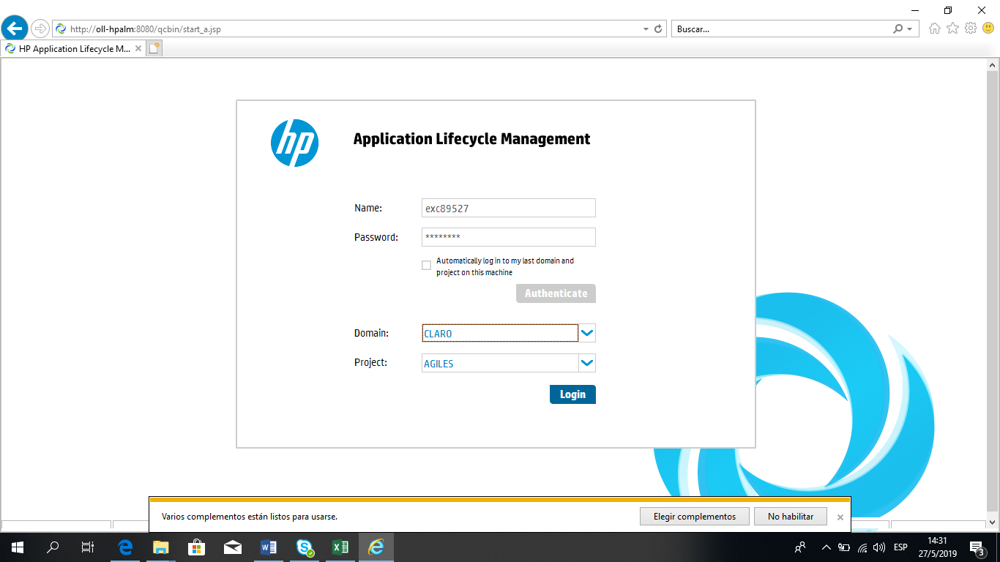 http://oll-hpalm:8080/qcbin/start_a.jsp
Buscar...
HP Application Lifecycle M...
hp
Application Lifecycle Management
Name:
exc89527
Password:
********
Automatically log in to my last domain and
project on this machine
Authenticate
Domain:
CLARO
Project:
AGILES
Login
Varios complementos están listos para usarse.
Elegir complementos
No habilitar
ESP
14:31
27/5/2019
3